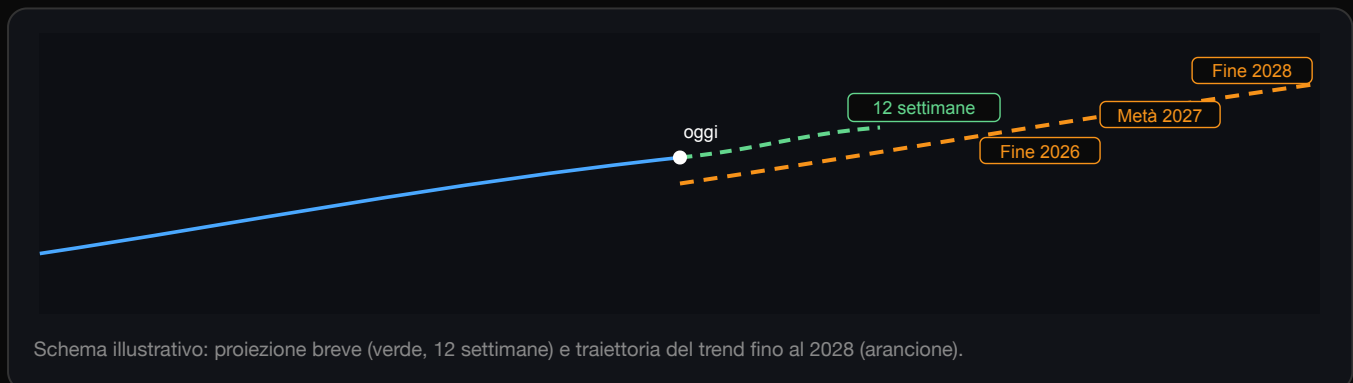 Fine 2028
12 settimane
Metà 2027
oggi
Fine 2026
Schema illustrativo: proiezione breve (verde, 12 settimane) e traiettoria del trend fino al 2028 (arancione).